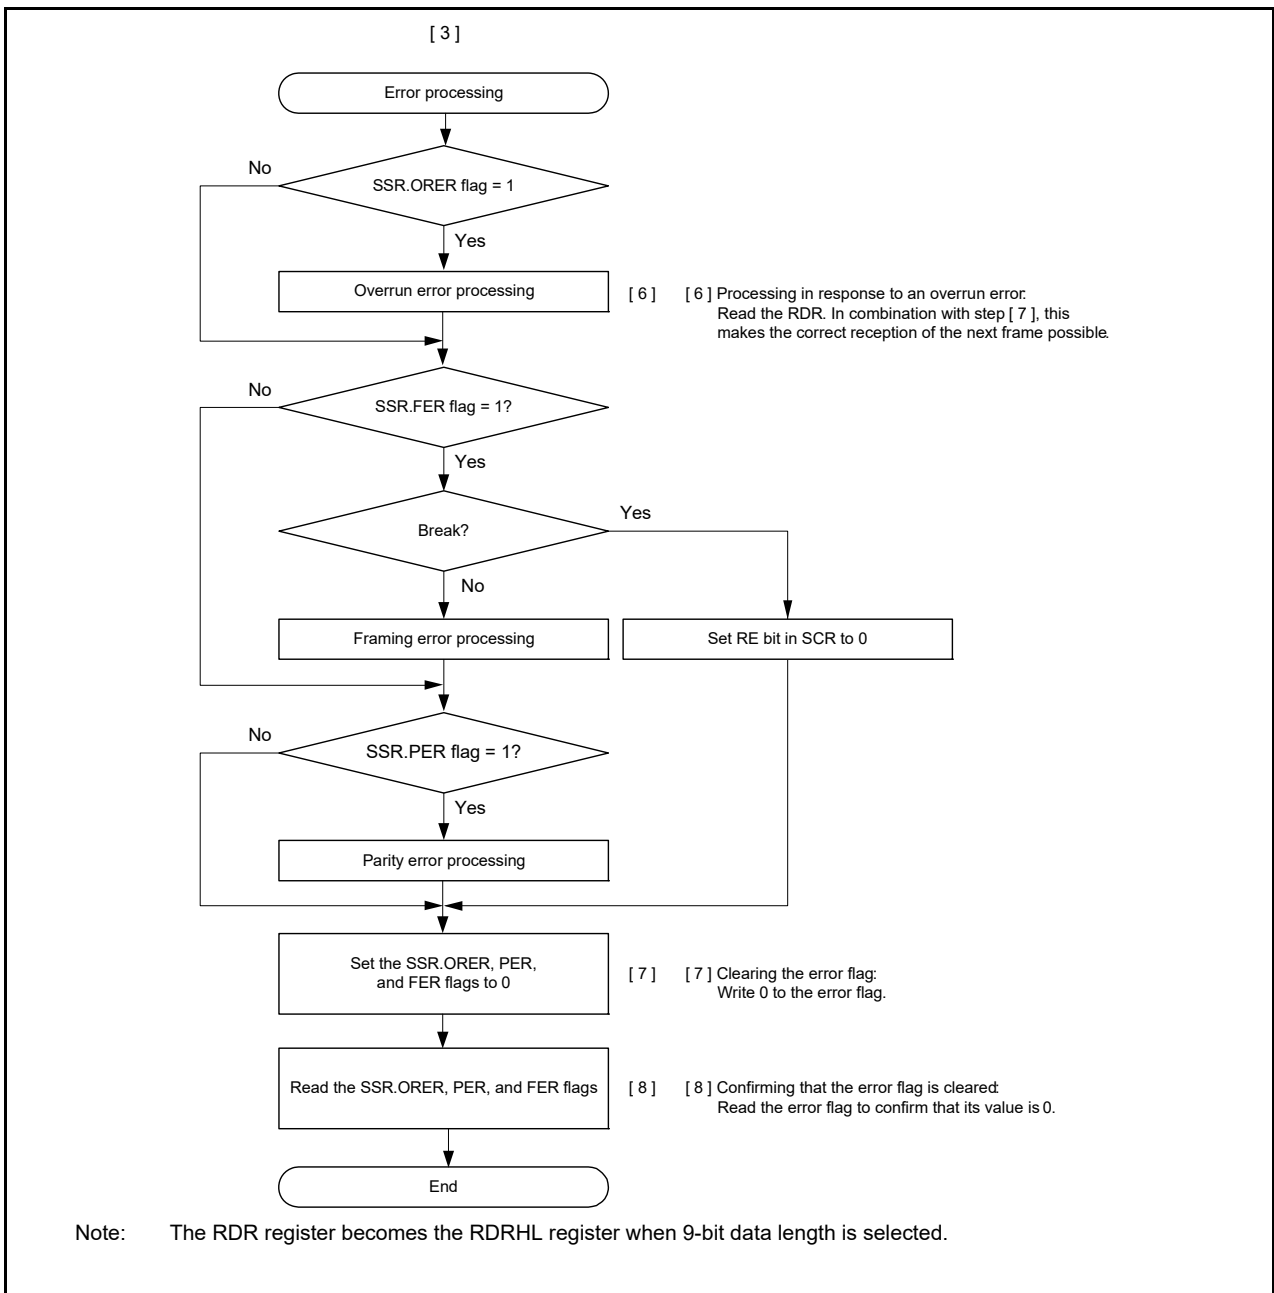 [ 3 ]
Error processing
No
SSR.ORER flag = 1
Yes
Overrun error processing
[ 6 ]
[ 6 ] Processing in response to an overrun error:
Read the RDR. In combination with step [ 7 ], this
makes the correct reception of the next frame possible.
No
SSR.FER flag = 1?
Yes
Break?
Yes
No
Framing error processing
Set RE bit in SCR to 0
No
SSR.PER flag = 1?
Yes
Parity error processing
Set the SSR.ORER, PER,
and FER flags to 0
[ 7 ]
[ 7 ] Clearing the error flag:
Write 0 to the error flag.
Read the SSR.ORER, PER, and FER flags
[ 8 ]
[ 8 ] Confirming that the error flag is cleared:
Read the error flag to confirm that its value is 0.
End
Note: The RDR register becomes the RDRHL register when 9-bit data length is selected.